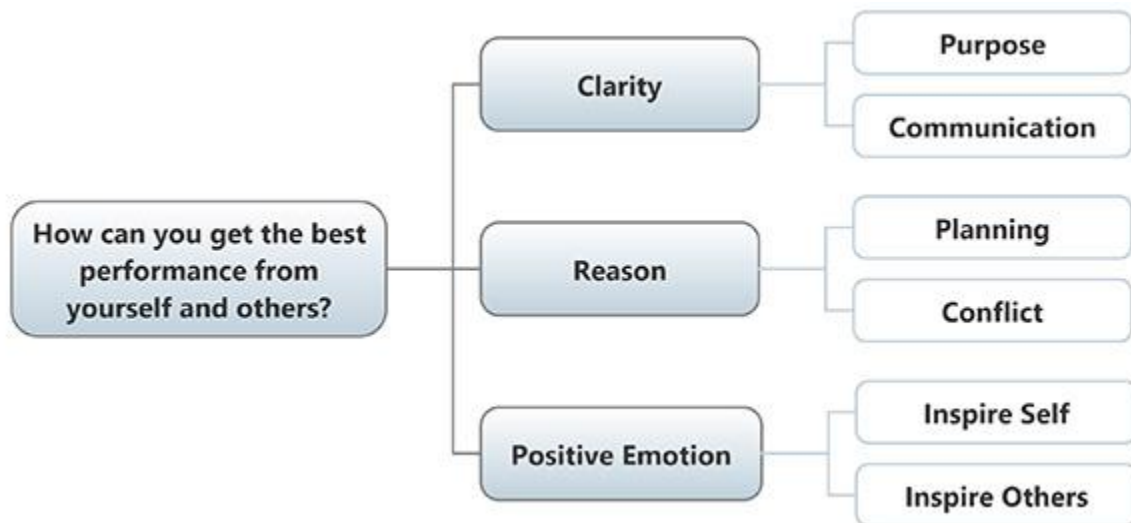 How can you get the best
performance from
yourself and others?
Clarity
Purpose
Communication
Reason
Planning
Conflict
Positive Emotion
Inspire Self
Inspire Others